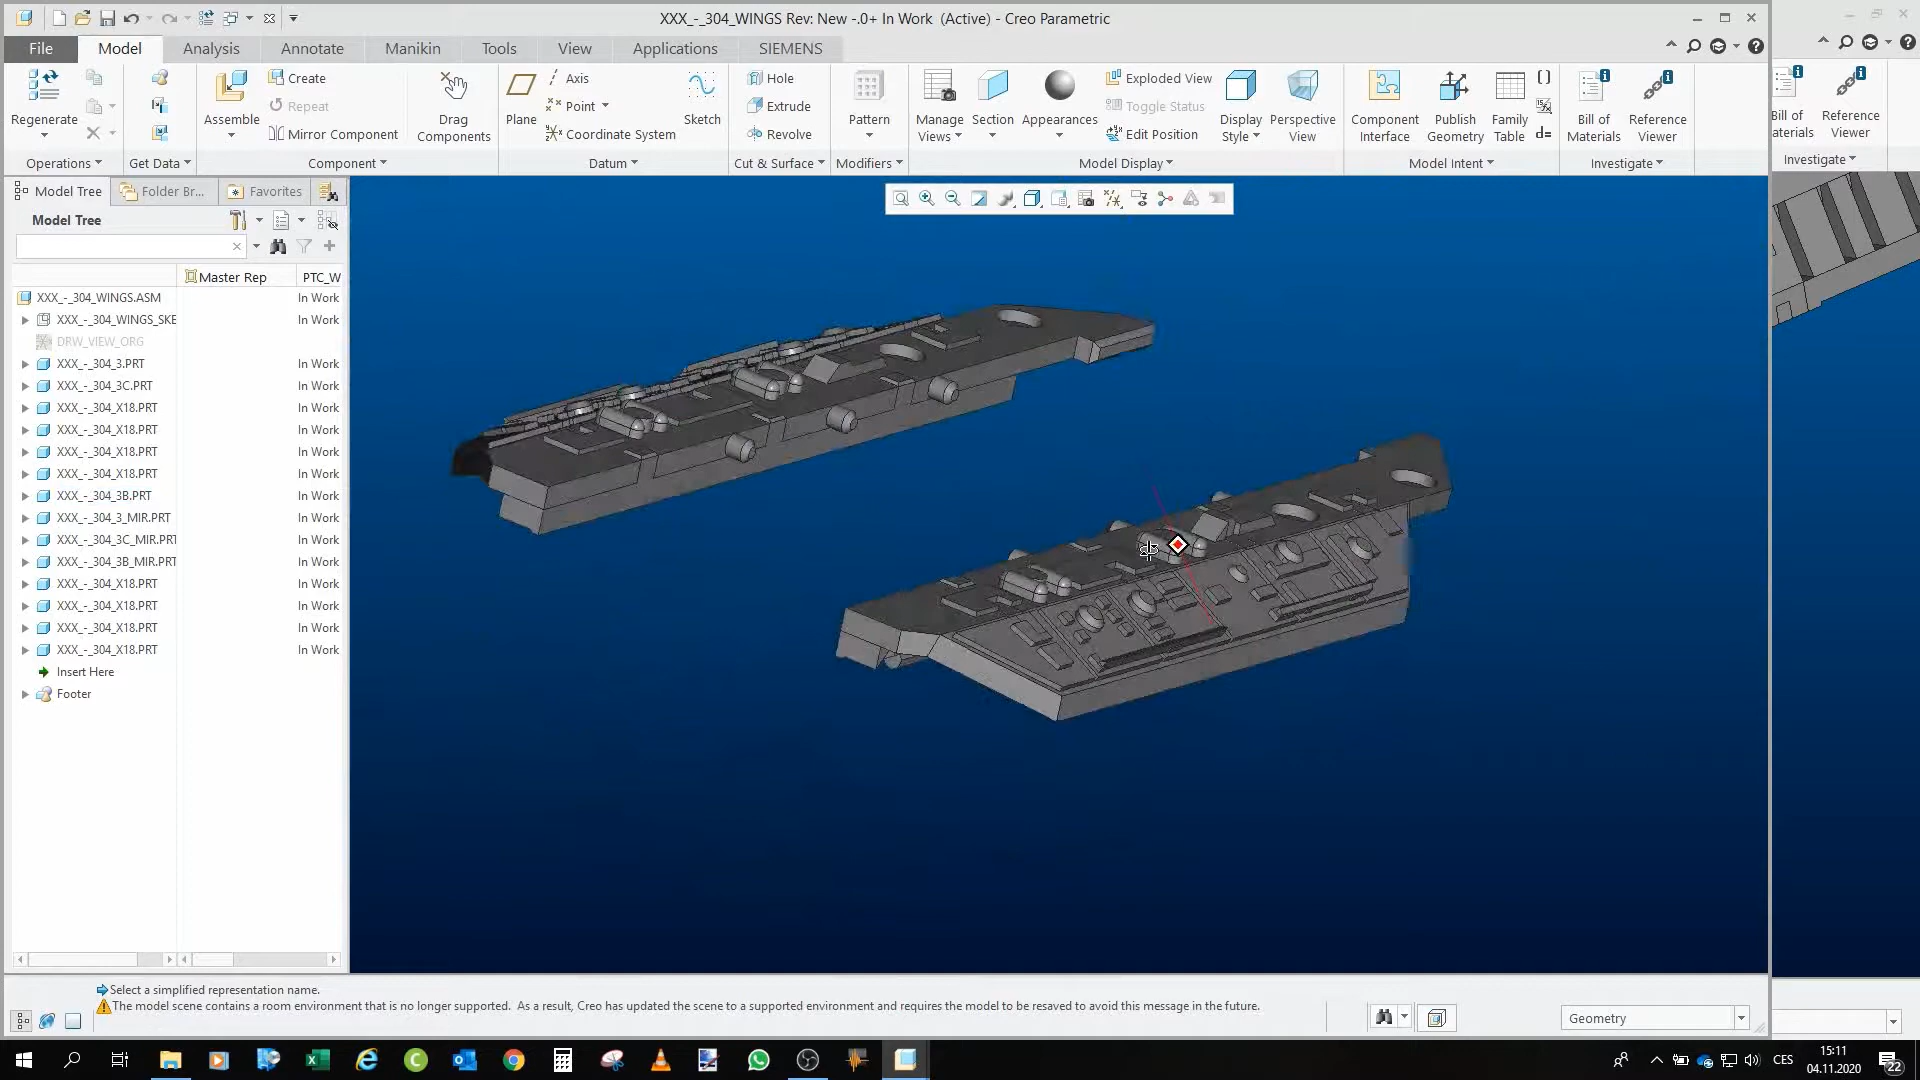 XXX_-_304_WINGS Rev: New -.0+ In Work (Active) - Creo Parametric
File Model Analysis Annotate Manikin Tools View Applications SIEMENS
Regenerate
Assemble
Create
Repeat
Mirror Component
Drag
Components
Plane
Axis
Point
Coordinate System
Sketch
Hole
Extrude
Revolve
Pattern
Manage
Views
Section
Appearances
Exploded View
Toggle Status
Edit Position
Display
Style
Perspective
View
Component
Interface
Publish
Geometry
Family
Table
Bill of
Materials
Reference
Viewer
Bill of
aterials
Reference
Viewer
Operations Get Data Component Datum Cut & Surface Modifiers Model Display Model Intent Investigate Investigate
Model Tree Folder Br... Favorites
Model Tree
Master Rep PTC_W
XXX_-_304_WINGS.ASM In Work
XXX_-_304_WINGS_SKE In Work
DRW_VIEW_ORG
XXX_-_304_3.PRT In Work
XXX_-_304_3C.PRT In Work
XXX_-_304_X18.PRT In Work
XXX_-_304_X18.PRT In Work
XXX_-_304_X18.PRT In Work
XXX_-_304_X18.PRT In Work
XXX_-_304_3B.PRT In Work
XXX_-_304_3_MIR.PRT In Work
XXX_-_304_3C_MIR.PRT In Work
XXX_-_304_3B_MIR.PRT In Work
XXX_-_304_X18.PRT In Work
XXX_-_304_X18.PRT In Work
XXX_-_304_X18.PRT In Work
XXX_-_304_X18.PRT In Work
Insert Here
Footer
Select a simplified representation name.
The model scene contains a room environment that is no longer supported. As a result, Creo has updated the scene to a supported environment and requires the model to be resaved to avoid this message in the future.
Geometry
CES
15:11
04.11.2020
22